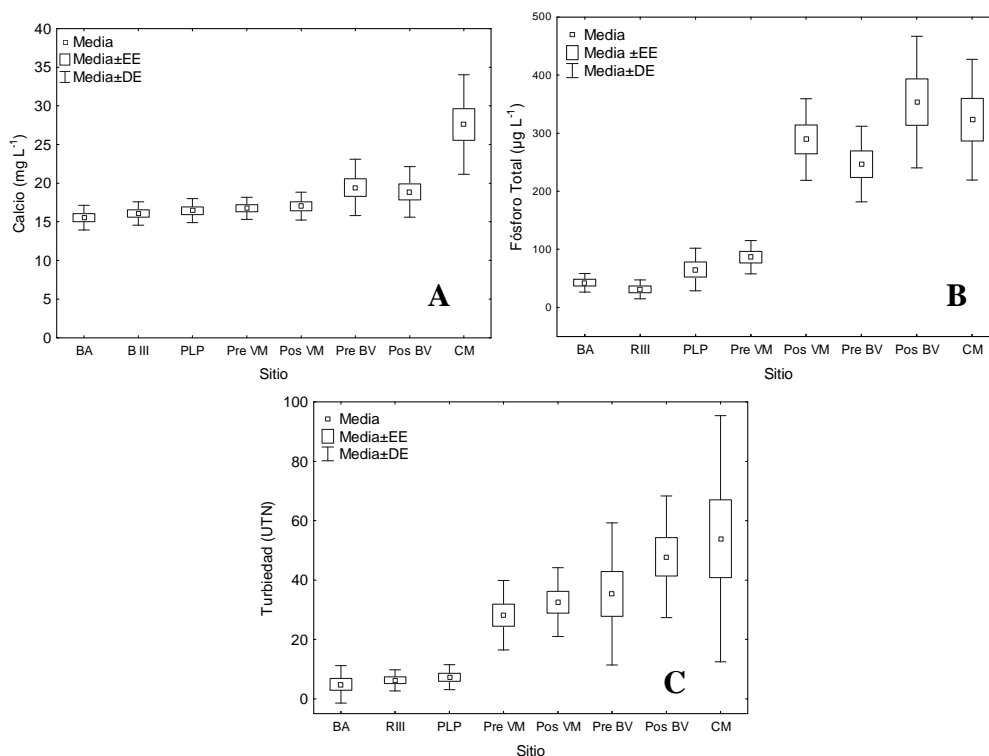 40
35
30
25
20
15
10
5
0
Calcio (mg L-1)
Media
Media±EE
Media±DE
A
BA B III PLP Pre VM Pos VM Pre BV Pos BV CM
Sitio
500
400
300
200
100
0
Fósforo Total (µg L-1)
Media
Media ±EE
Media±DE
B
BA RIII PLP Pre VM Pos VM Pre BV Pos BV CM
Sitio
100
80
60
40
20
0
Turbiedad (UTN)
Media
Media±EE
Media±DE
C
BA RIII PLP Pre VM Pos VM Pre BV Pos BV CM
Sitio